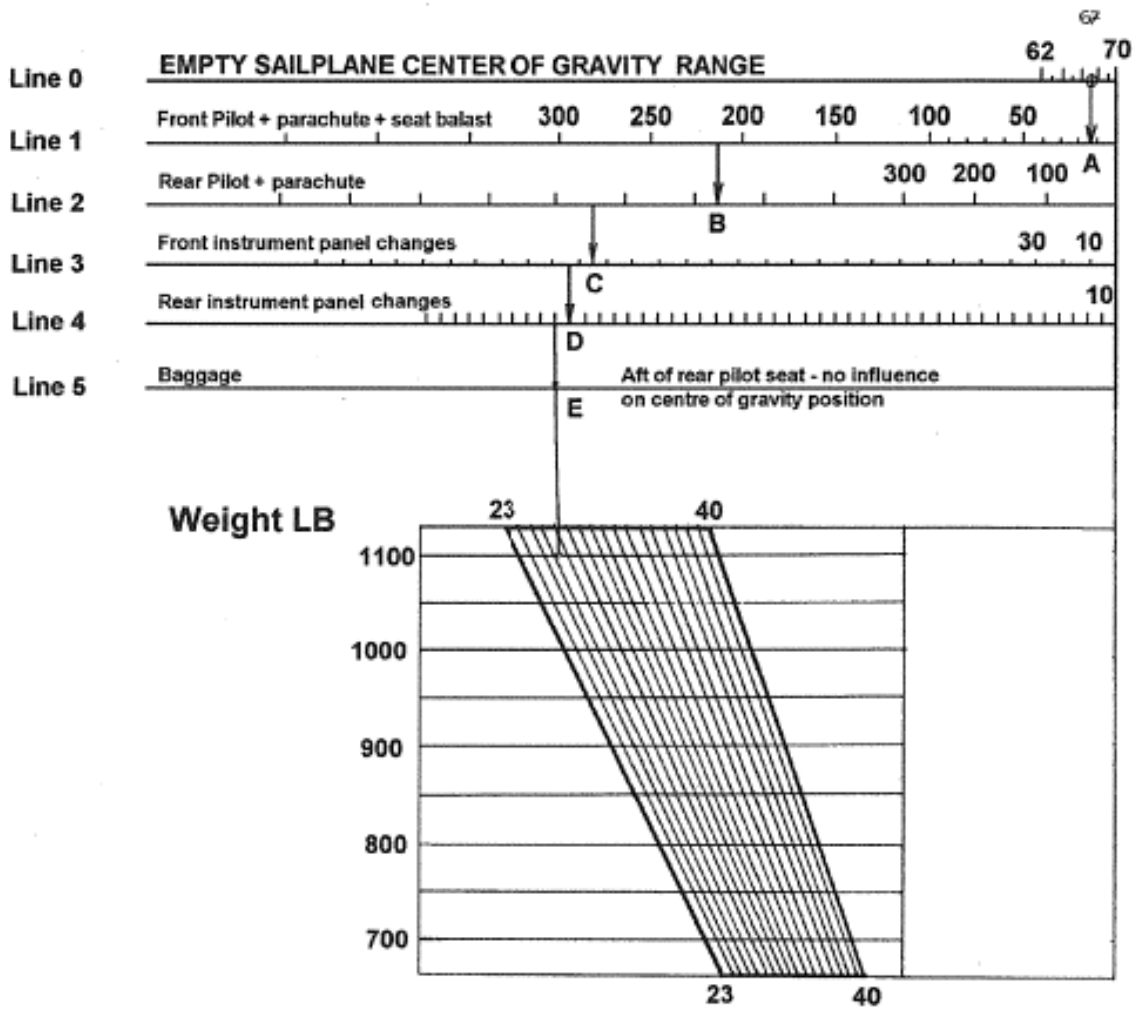 67
62 70
Line 0 EMPTY SAILPLANE CENTER OF GRAVITY RANGE
Front Pilot + parachute + seat balast 300 250 200 150 100 50
Line 1 A
Rear Pilot + parachute 300 200 100
Line 2 B
Front instrument panel changes 30 10
Line 3 C
Rear instrument panel changes 10
Line 4 D
Baggage Aft of rear pilot seat - no influence
Line 5 on centre of gravity position
E
Weight LB 23 40
1100
1000
900
800
700
23 40